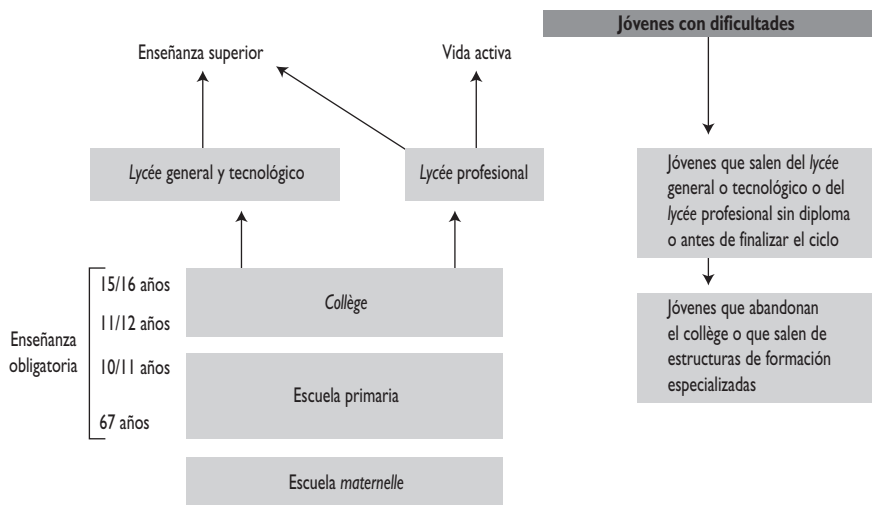 Jóvenes con dificultades
Enseñanza superior
Vida activa
Lycée general y tecnológico
Lycée profesional
Jóvenes que salen del lycée
general o tecnológico o del
lycée profesional sin diploma
o antes de finalizar el ciclo
Enseñanza
obligatoria
15/16 años
11/12 años
10/11 años
67 años
Collège
Escuela primaria
Escuela maternelle
Jóvenes que abandonan
el collège o que salen de
estructuras de formación
especializadas